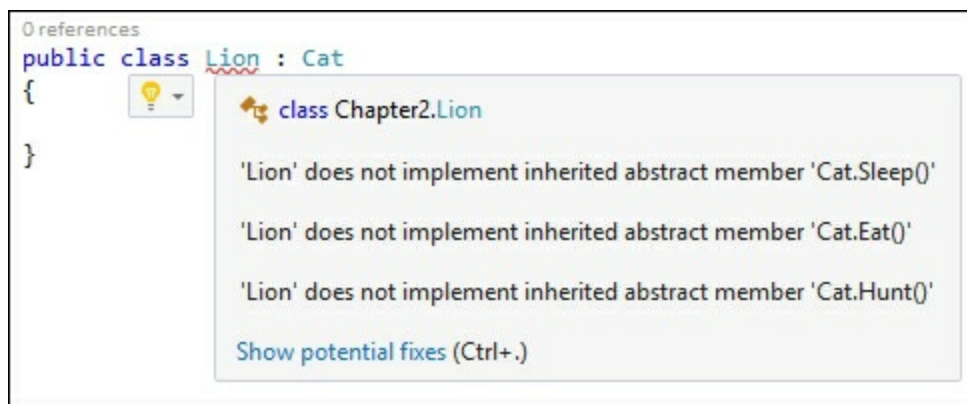 0 references
public class Lion : Cat
{
class Chapter2.Lion
}
'Lion' does not implement inherited abstract member 'Cat.Sleep()'
'Lion' does not implement inherited abstract member 'Cat.Eat()'
'Lion' does not implement inherited abstract member 'Cat.Hunt()'
Show potential fixes (Ctrl+.)